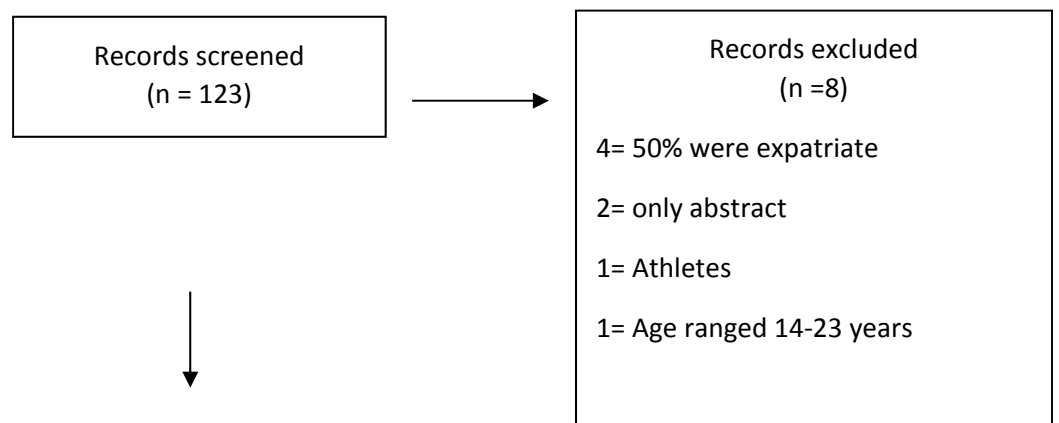 Records screened
(n = 123)
Records excluded
(n =8)
4= 50% were expatriate
2= only abstract
1= Athletes
1= Age ranged 14-23 years